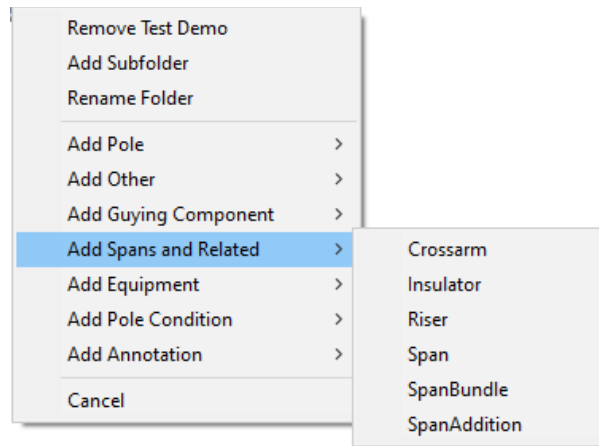 Remove Test Demo
Add Subfolder
Rename Folder
Add Pole
Add Other
Add Guying Component
Add Spans and Related
Add Equipment
Add Pole Condition
Add Annotation
Cancel
Crossarm
Insulator
Riser
Span
SpanBundle
SpanAddition